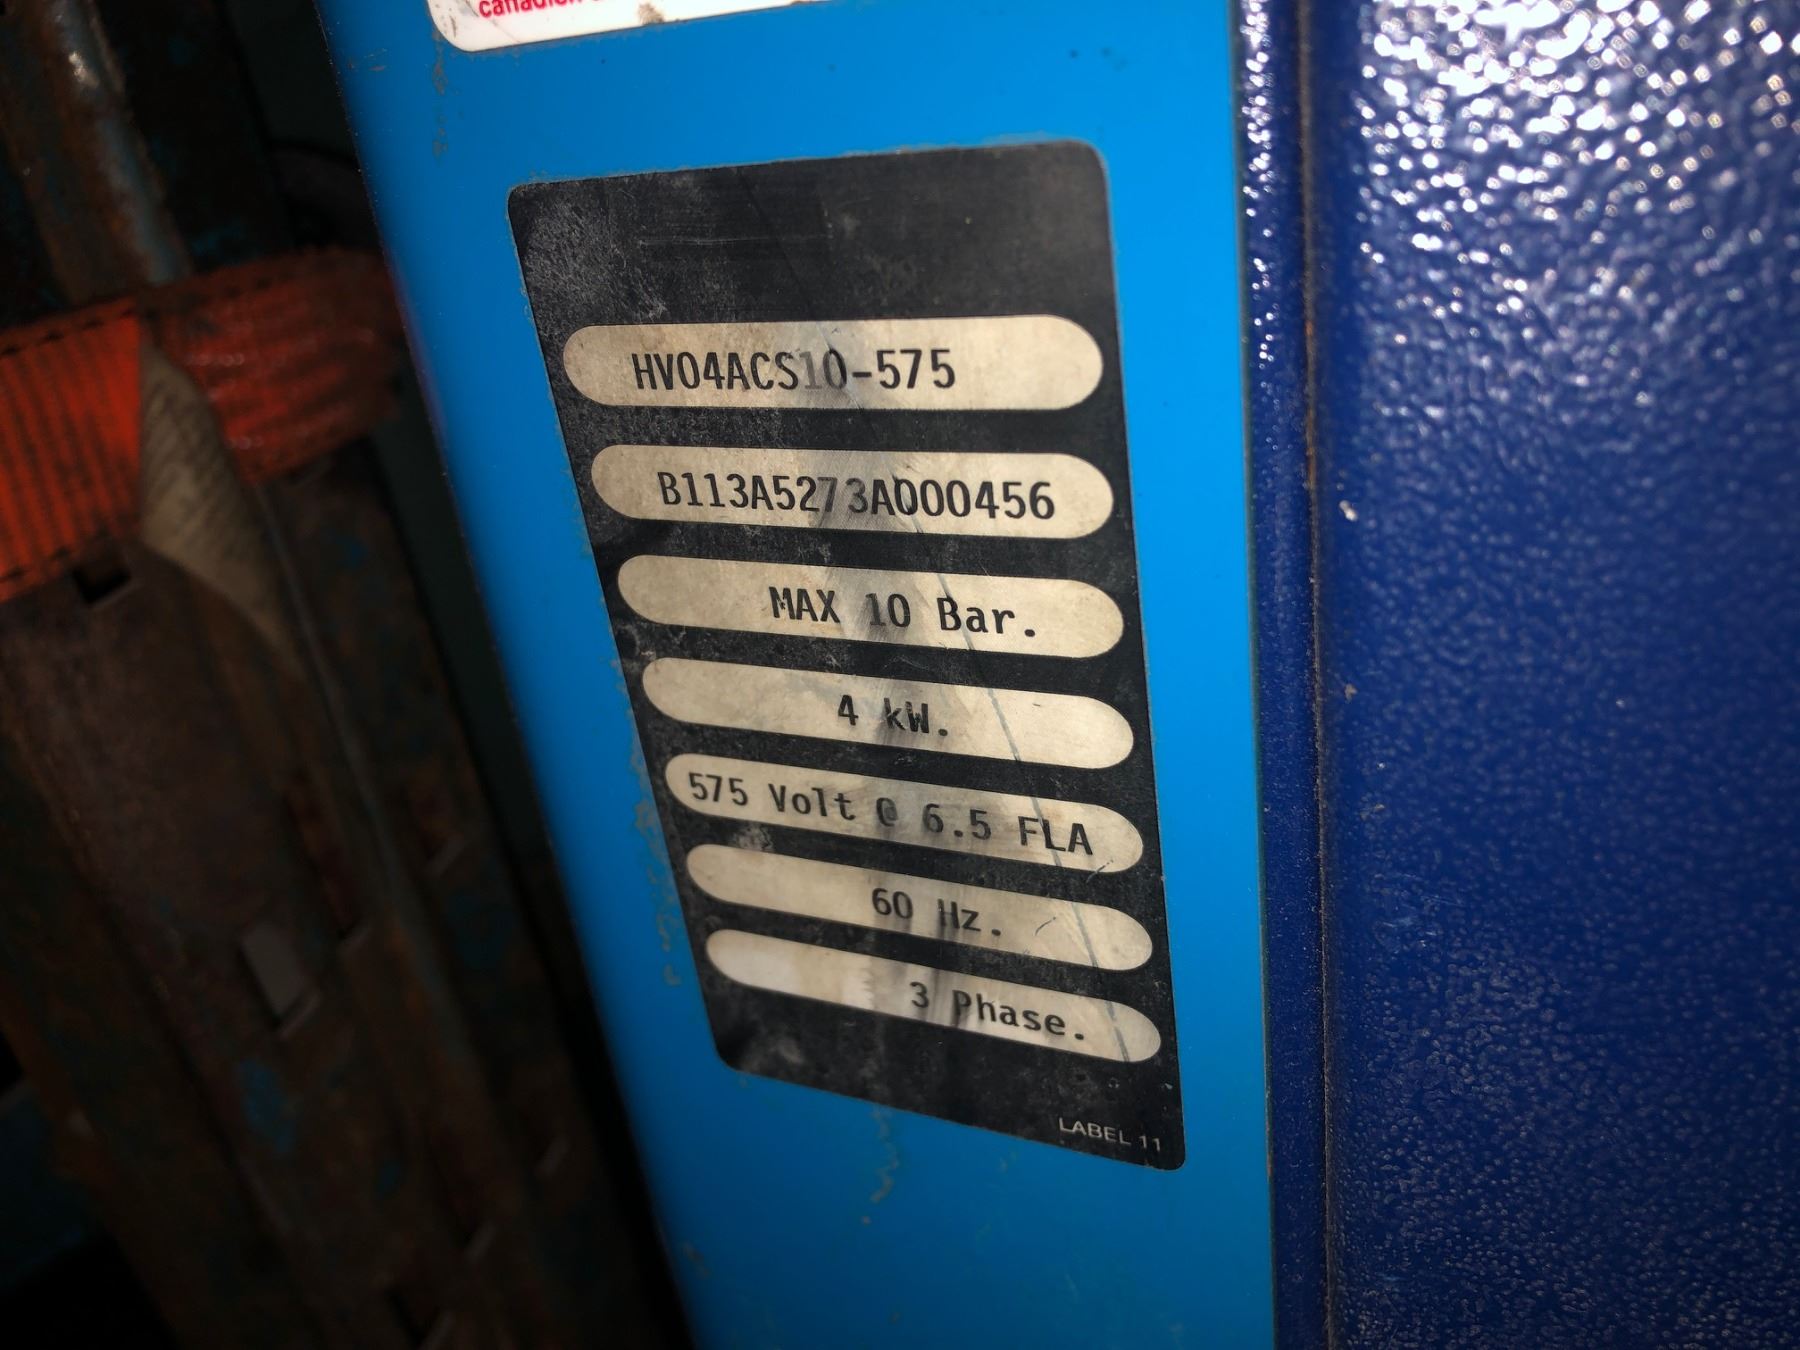 HV04ACS10-575
B113A5273A000456
MAX 10 Bar.
4 kW.
575 Volt @ 6.5 FLA
60 Hz.
3 Phase.
LABEL 11